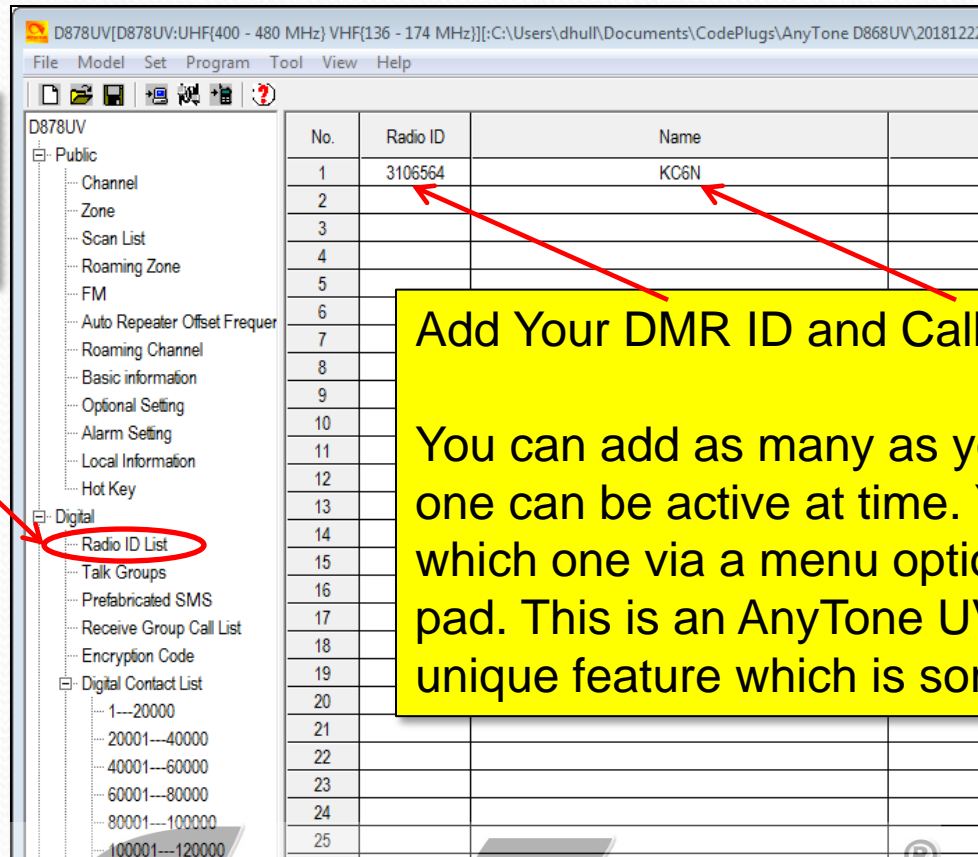 D878UV[D878UV:UHF{400 - 480 MHz} VHF{136 - 174 MHz}][:C:\Users\dhull\Documents\CodePlugs\AnyTone D868UV\20181222
File Model Set Program Tool View Help
D878UV
Public
Channel
Zone
Scan List
Roaming Zone
FM
Auto Repeater Offset Frequer
Roaming Channel
Basic information
Optional Setting
Alarm Setting
Local Information
Hot Key
Digital
Radio ID List
Talk Groups
Prefabricated SMS
Receive Group Call List
Encryption Code
Digital Contact List
1---20000
20001---40000
40001---60000
60001---80000
80001---100000
100001---120000
No. Radio ID Name
1 3106564 KC6N
2
3
4
5
6
7
8
9
10
11
12
13
14
15
16
17
18
19
20
21
22
23
24
25
Add Your DMR ID and Call
You can add as many as yo
one can be active at time. Y
which one via a menu optio
pad. This is an AnyTone UV
unique feature which is som
®